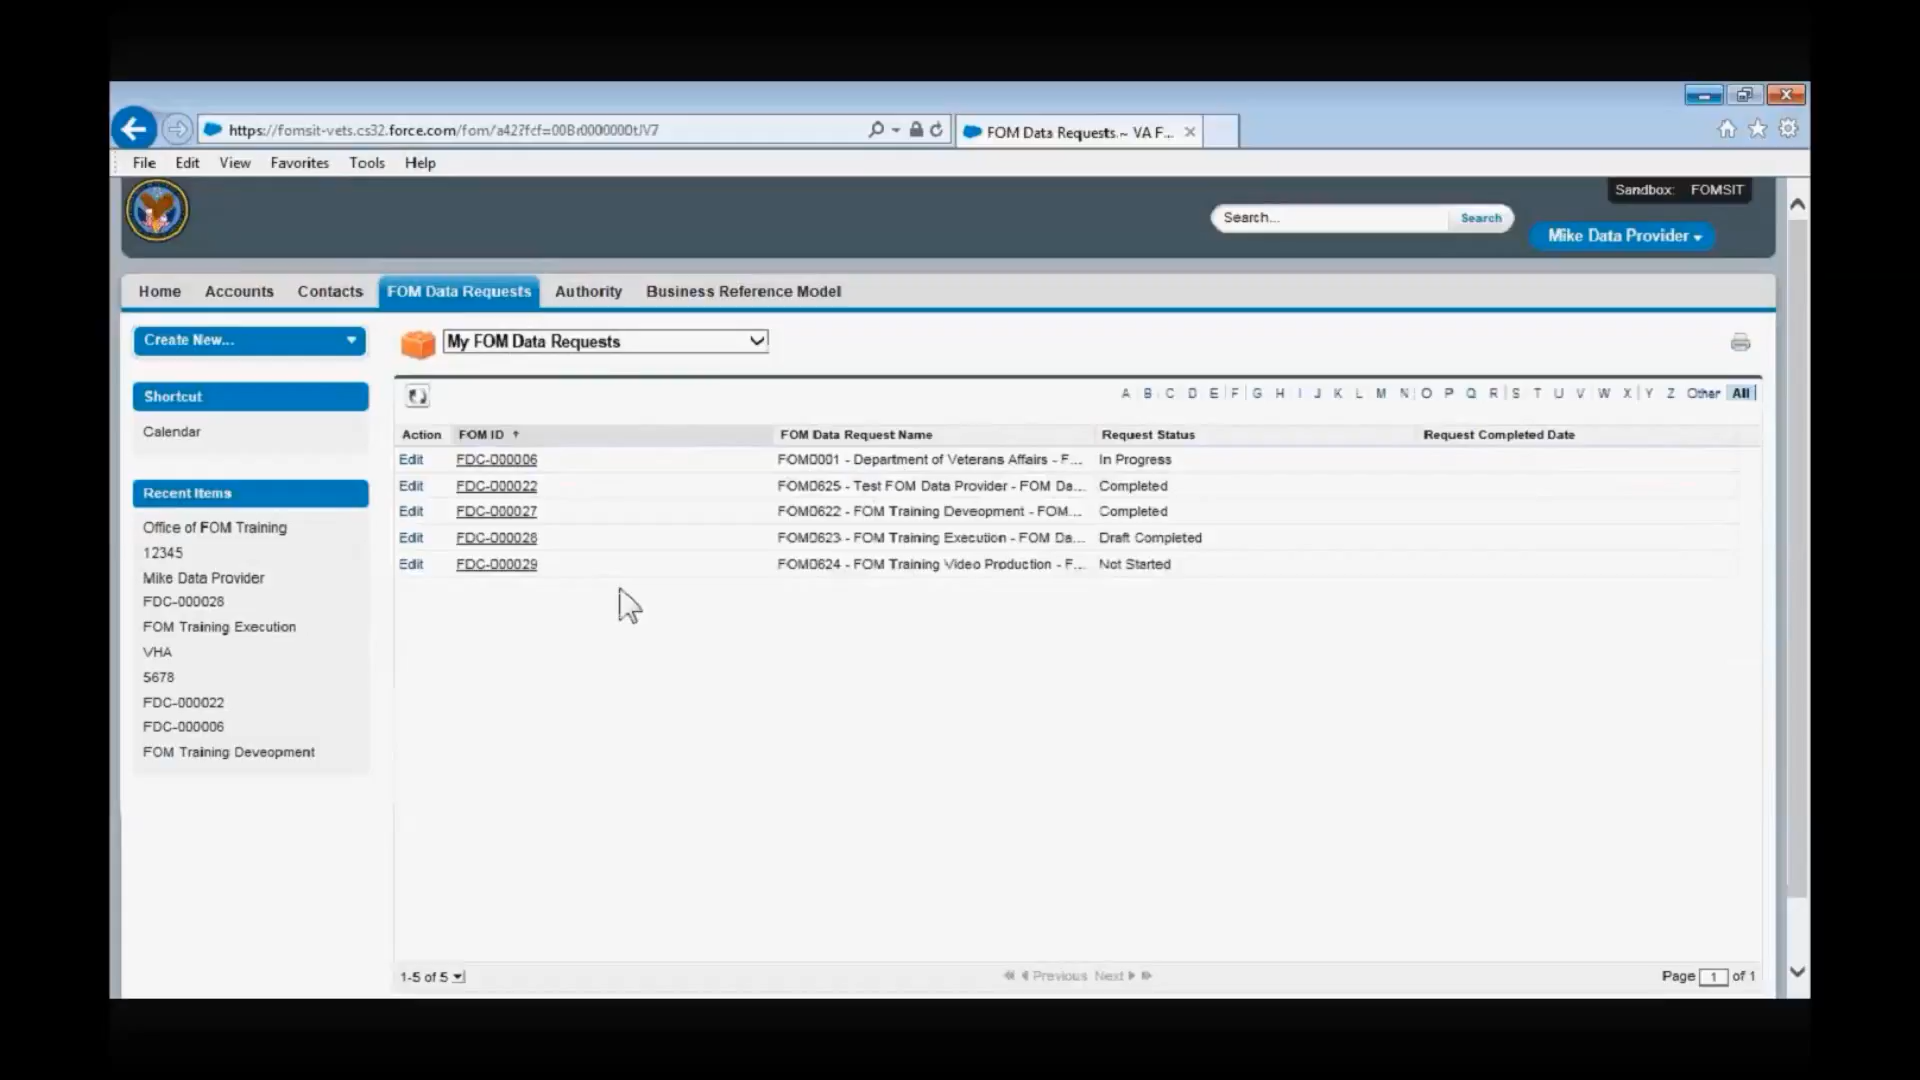 https://fomsit-vets.cs32.force.com/fom/a42?fcf=00Br0000000tJV7
FOM Data Requests ~ VA F... ×
File Edit View Favorites Tools Help
Sandbox: FOMSIT
Search... Search
Mike Data Provider
Home Accounts Contacts FOM Data Requests Authority Business Reference Model
Create New...
My FOM Data Requests
Shortcut
A B C D E F G H I J K L M N O P Q R S T U V W X Y Z Other All
Calendar
Action FOM ID ↑ FOM Data Request Name Request Status Request Completed Date
Edit FDC-000006 FOM0001 - Department of Veterans Affairs - F... In Progress
Edit FDC-000022 FOM0625 - Test FOM Data Provider - FOM Da... Completed
Edit FDC-000027 FOM0622 - FOM Training Deveopment - FOM... Completed
Edit FDC-000028 FOM0623 - FOM Training Execution - FOM Da... Draft Completed
Edit FDC-000029 FOM0624 - FOM Training Video Production - F... Not Started
Recent Items
Office of FOM Training
12345
Mike Data Provider
FDC-000028
FOM Training Execution
VHA
5678
FDC-000022
FDC-000006
FOM Training Deveopment
1-5 of 5 Previous Next Page 1 of 1